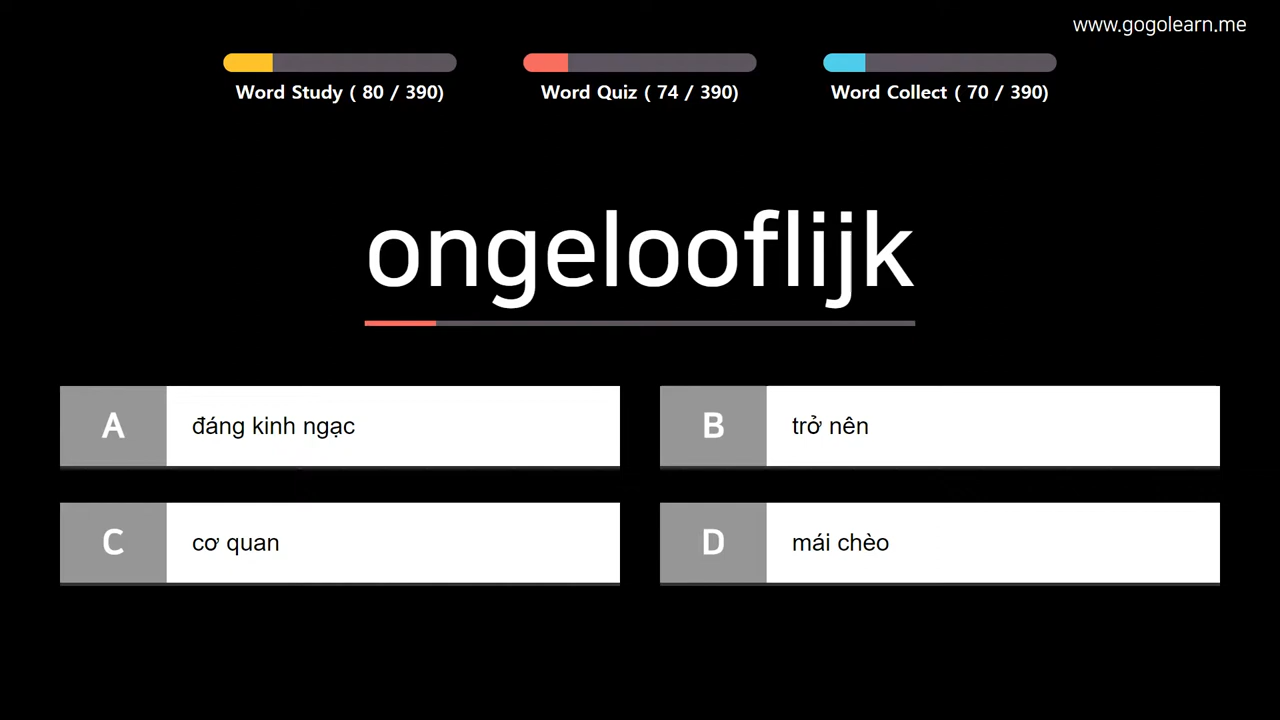 www.gogolearn.me
Word Study ( 80 / 390)
Word Quiz ( 74 / 390)
Word Collect ( 70 / 390)
ongelooflijk
A đáng kinh ngạc
B trở nên
C cơ quan
D mái chèo